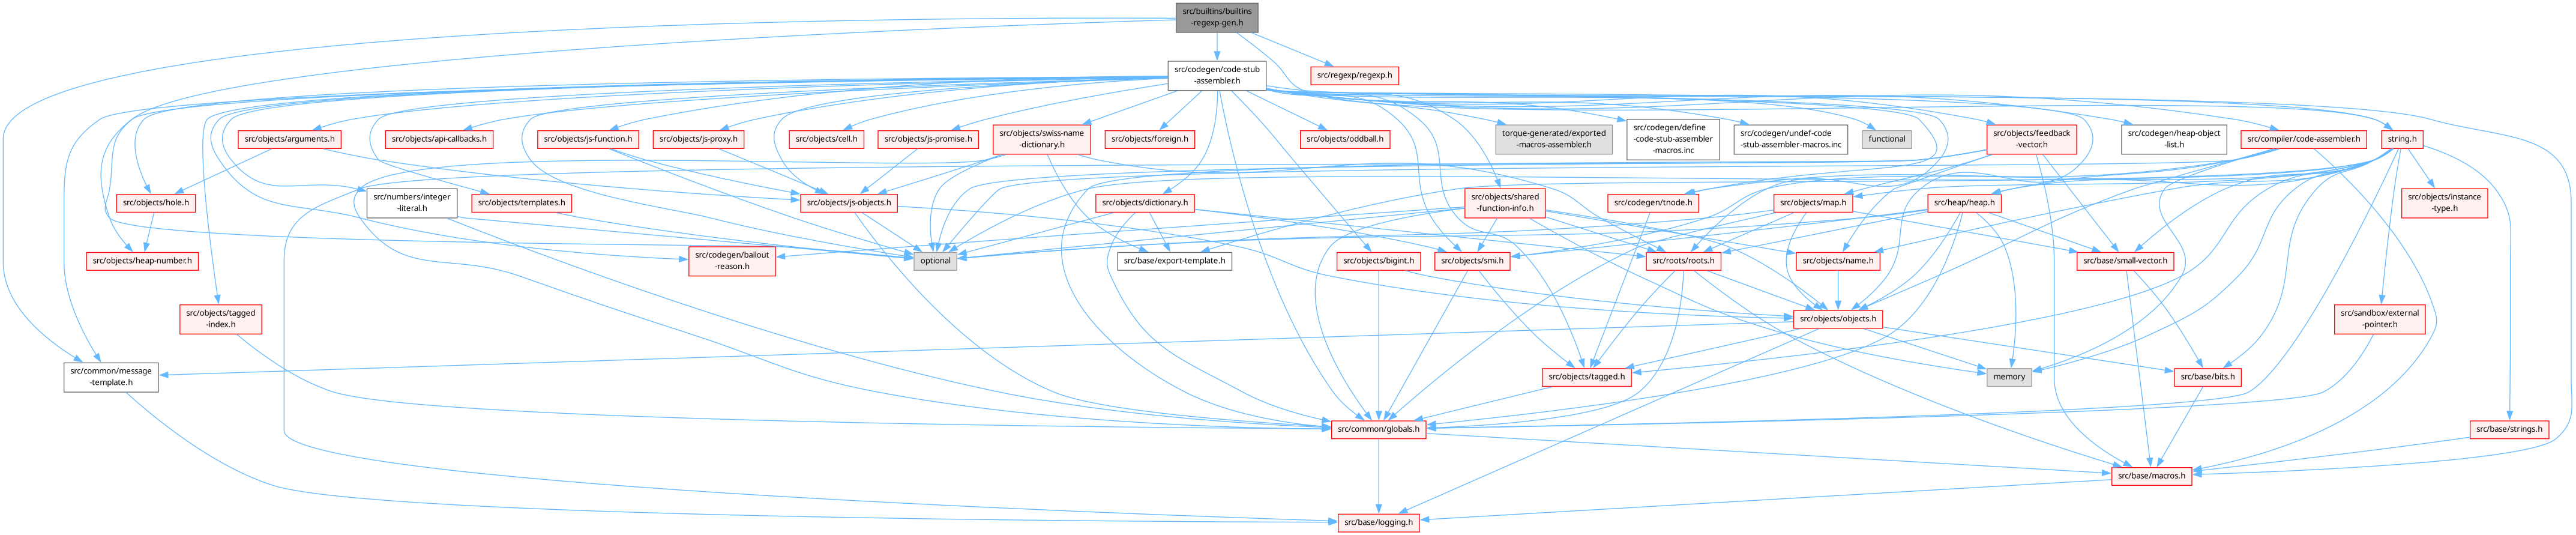 src/builtins/builtins
-regexp-gen.h
src/codegen/code-stub
-assembler.h
src/regexp/regexp.h
src/objects/arguments.h
src/objects/api-callbacks.h
src/objects/js-function.h
src/objects/js-proxy.h
src/objects/cell.h
src/objects/js-promise.h
src/objects/swiss-name
-dictionary.h
src/objects/foreign.h
src/objects/oddball.h
torque-generated/exported
-macros-assembler.h
src/codegen/define
-code-stub-assembler
-macros.inc
src/codegen/undef-code
-stub-assembler-macros.inc
functional
src/objects/feedback
-vector.h
src/codegen/heap-object
-list.h
src/compiler/code-assembler.h
string.h
src/objects/hole.h
src/numbers/integer
-literal.h
src/objects/templates.h
src/objects/js-objects.h
src/objects/dictionary.h
src/objects/shared
-function-info.h
src/codegen/tnode.h
src/objects/map.h
src/heap/heap.h
src/objects/instance
-type.h
src/objects/heap-number.h
src/codegen/bailout
-reason.h
optional
src/base/export-template.h
src/objects/bigint.h
src/objects/smi.h
src/roots/roots.h
src/objects/name.h
src/base/small-vector.h
src/objects/tagged
-index.h
src/objects/objects.h
src/sandbox/external
-pointer.h
src/common/message
-template.h
src/objects/tagged.h
memory
src/base/bits.h
src/common/globals.h
src/base/strings.h
src/base/macros.h
src/base/logging.h